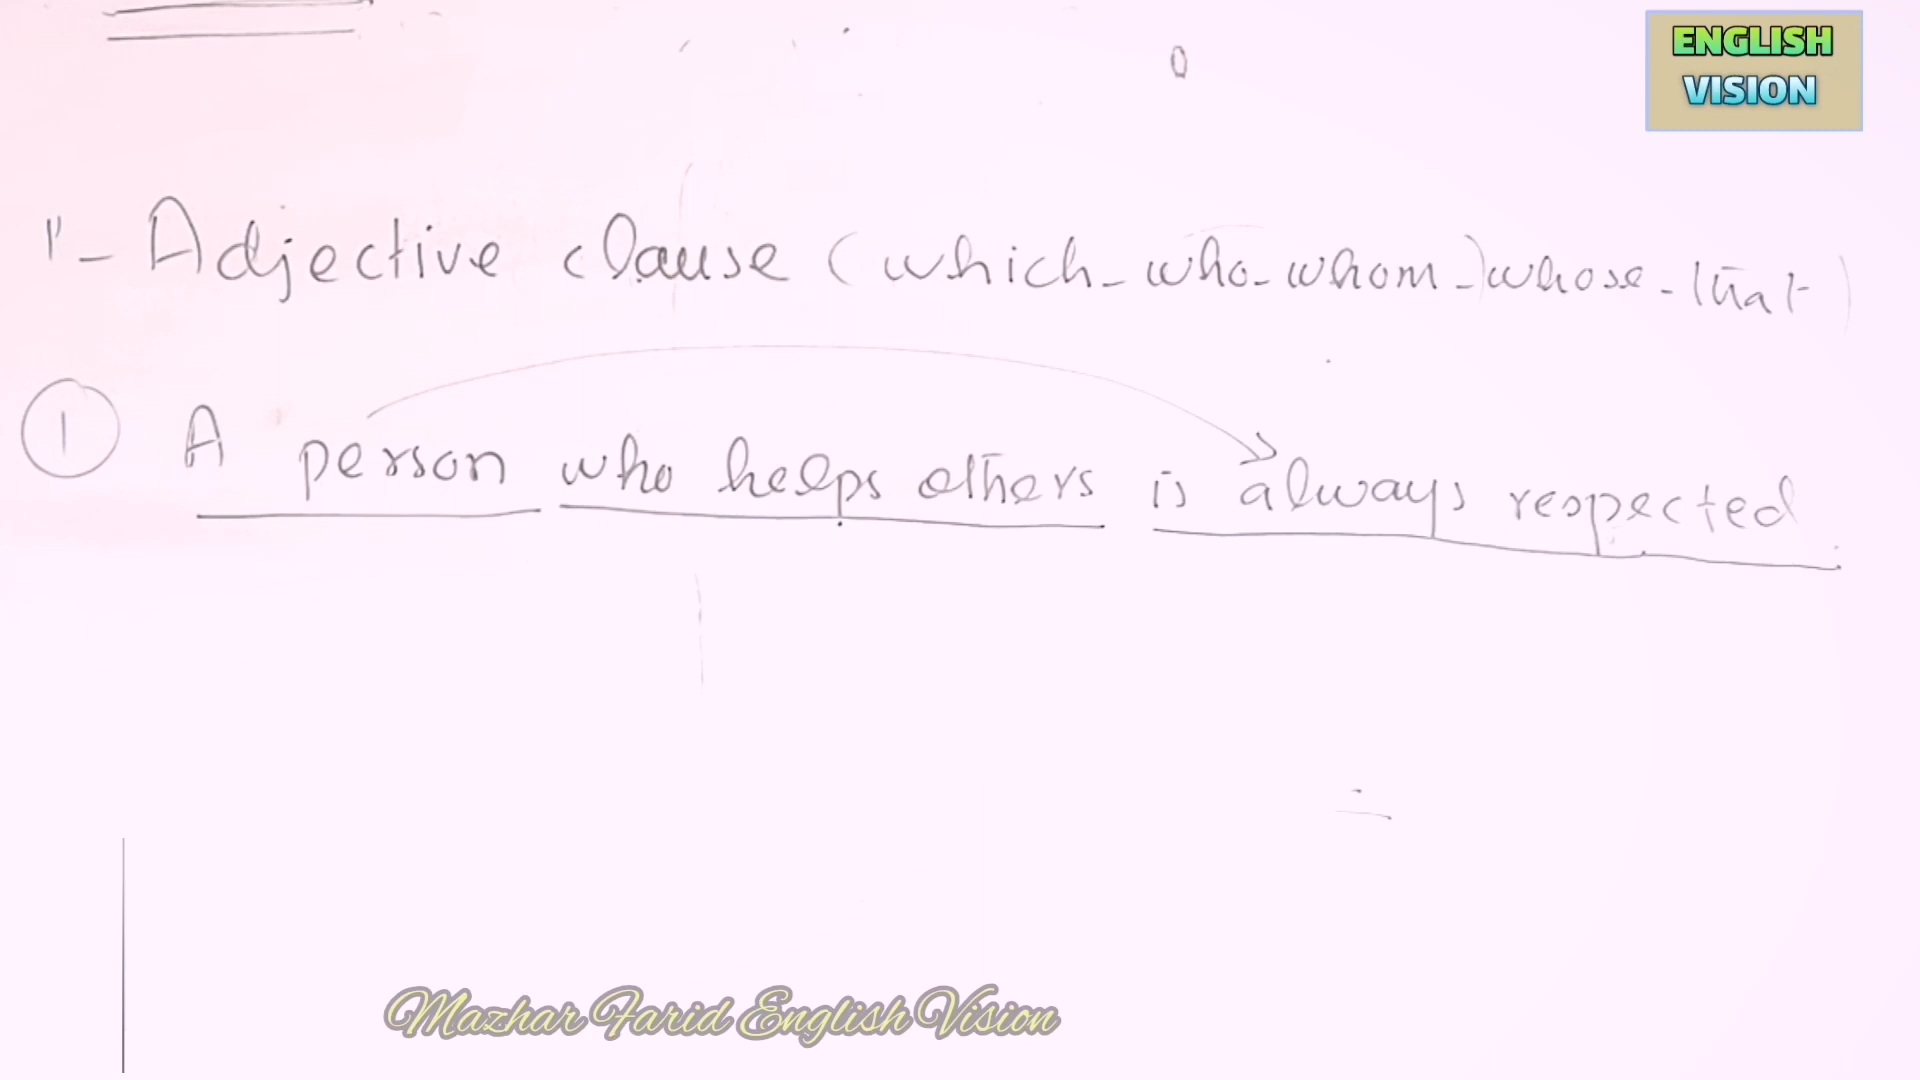 ENGLISH
VISION
1- Adjective clause (which-who-whom-)whose-that)
1 A person who helps others is always respected.
Mazhar Farid English Vision